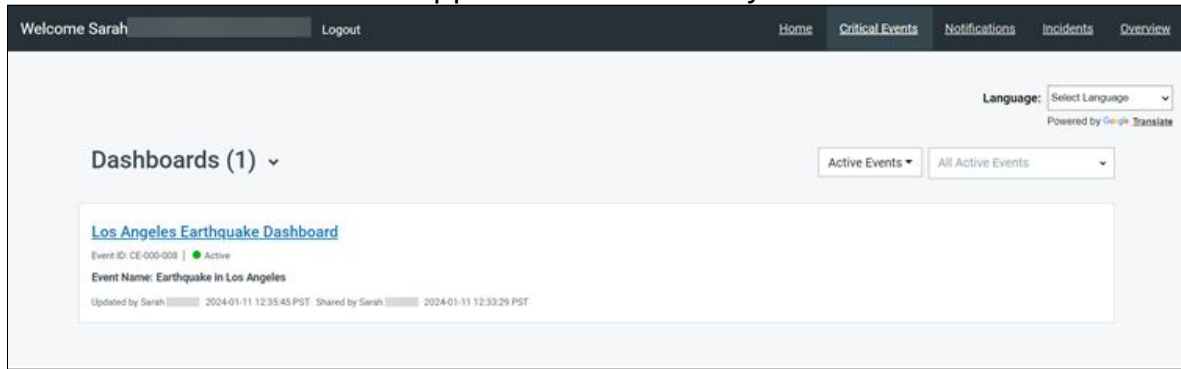 Welcome Sarah Logout Home Critical Events Notifications Incidents Overview
Language: Select Language
Powered by Google Translate
Dashboards (1) Active Events All Active Events
Los Angeles Earthquake Dashboard
Event ID: CE-000-008 | Active
Event Name: Earthquake in Los Angeles
Updated by Sarah 2024-01-11 12:35:45 PST Shared by Sarah 2024-01-11 12:33:29 PST